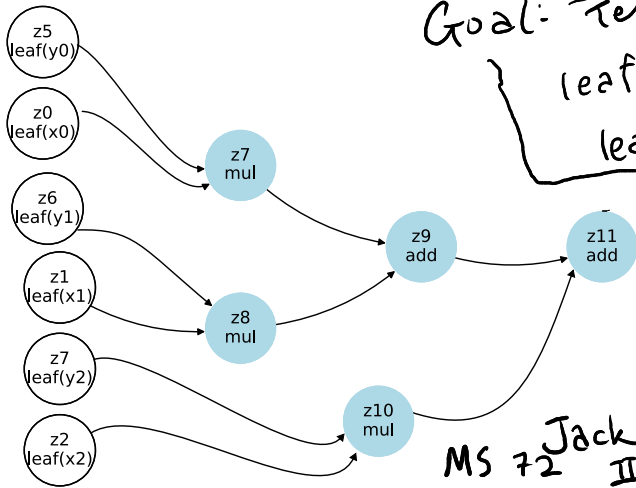 z5
leaf(y0)
z0
leaf(x0)
z6
leaf(y1)
z1
leaf(x1)
z7
leaf(y2)
z2
leaf(x2)
z7
mul
z8
mul
z9
add
z10
mul
z11
add
Goal:
leaf
Jack
MS 72 II